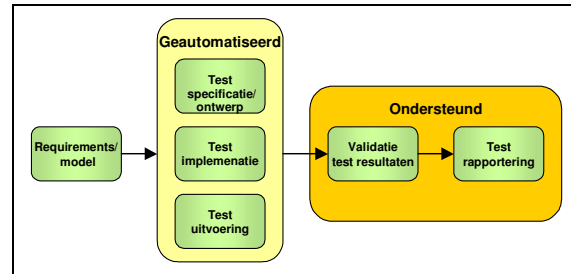 Geautomatiseerd
Test
specificatie/
ontwerp
Ondersteund
Requirements/
model
Test
implemenatie
Validatie
test resultaten
Test
rapportering
Test
uitvoering